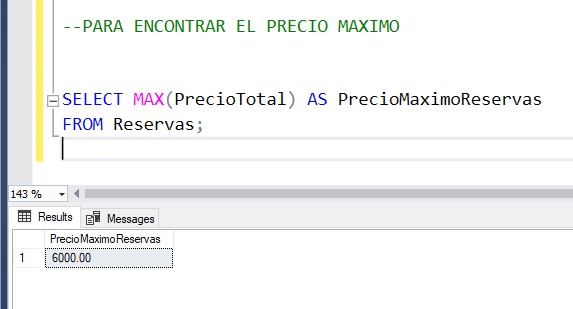 --PARA ENCONTRAR EL PRECIO MAXIMO
SELECT MAX(PrecioTotal) AS PrecioMaximoReservas
FROM Reservas;
143 %
Results Messages
PrecioMaximoReservas
1 6000.00